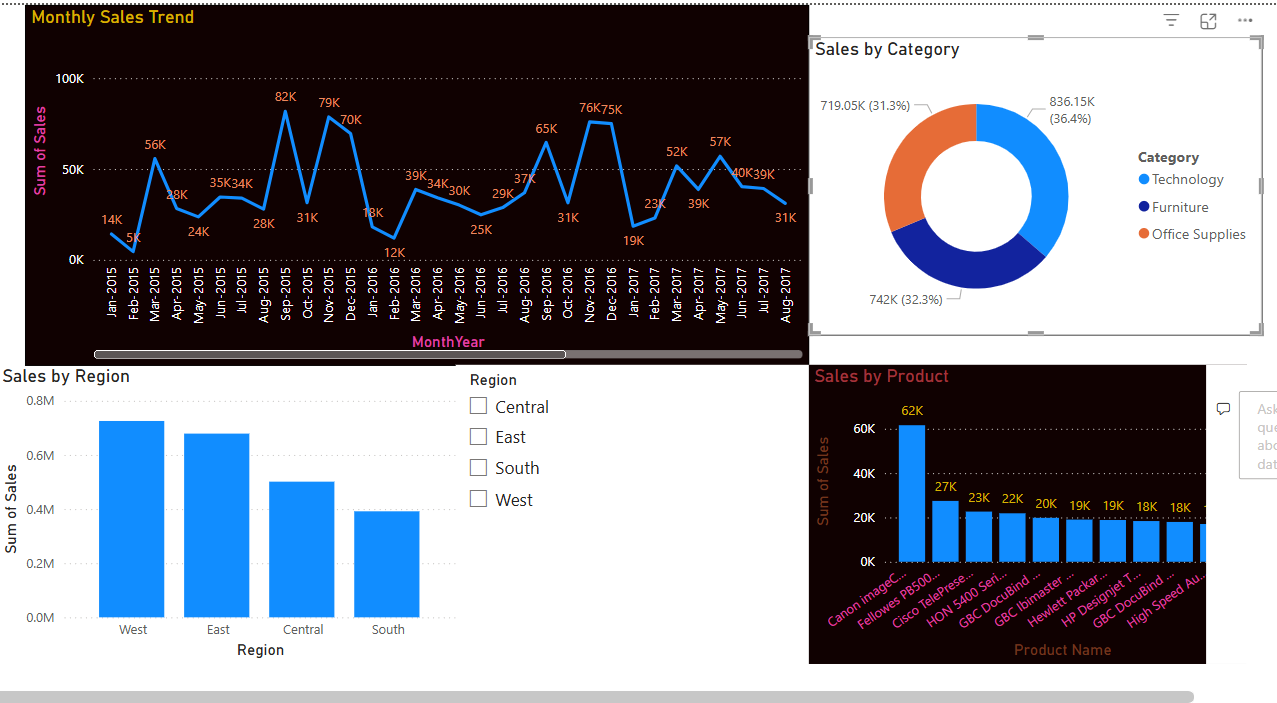 Monthly Sales Trend
100K
50K
0K
Sum of Sales
14K
5K
56K
28K
24K
35K
34K
28K
82K
31K
79K
70K
18K
12K
39K
34K
30K
25K
29K
37K
65K
31K
76K
75K
19K
23K
52K
39K
57K
40K
39K
31K
Jan-2015
Feb-2015
Mar-2015
Apr-2015
May-2015
Jun-2015
Jul-2015
Aug-2015
Sep-2015
Oct-2015
Nov-2015
Dec-2015
Jan-2016
Feb-2016
Mar-2016
Apr-2016
May-2016
Jun-2016
Jul-2016
Aug-2016
Sep-2016
Oct-2016
Nov-2016
Dec-2016
Jan-2017
Feb-2017
Mar-2017
Apr-2017
May-2017
Jun-2017
Jul-2017
Aug-2017
MonthYear
Sales by Category
719.05K (31.3%)
836.15K
(36.4%)
742K (32.3%)
Category
Technology
Furniture
Office Supplies
Sales by Region
0.8M
0.6M
0.4M
0.2M
0.0M
Sum of Sales
West
East
Central
South
Region
Region
Central
East
South
West
Sales by Product
60K
40K
20K
0K
Sum of Sales
62K
27K
23K
22K
20K
19K
19K
18K
18K
Canon imageC...
Fellowes PB500...
Cisco TelePrese...
HON 5400 Seri...
GBC DocuBind ...
GBC Ibimaster ...
Hewlett Packar...
HP Designjet T...
GBC DocuBind ...
High Speed Au...
Product Name
Ask
que
abo
dat